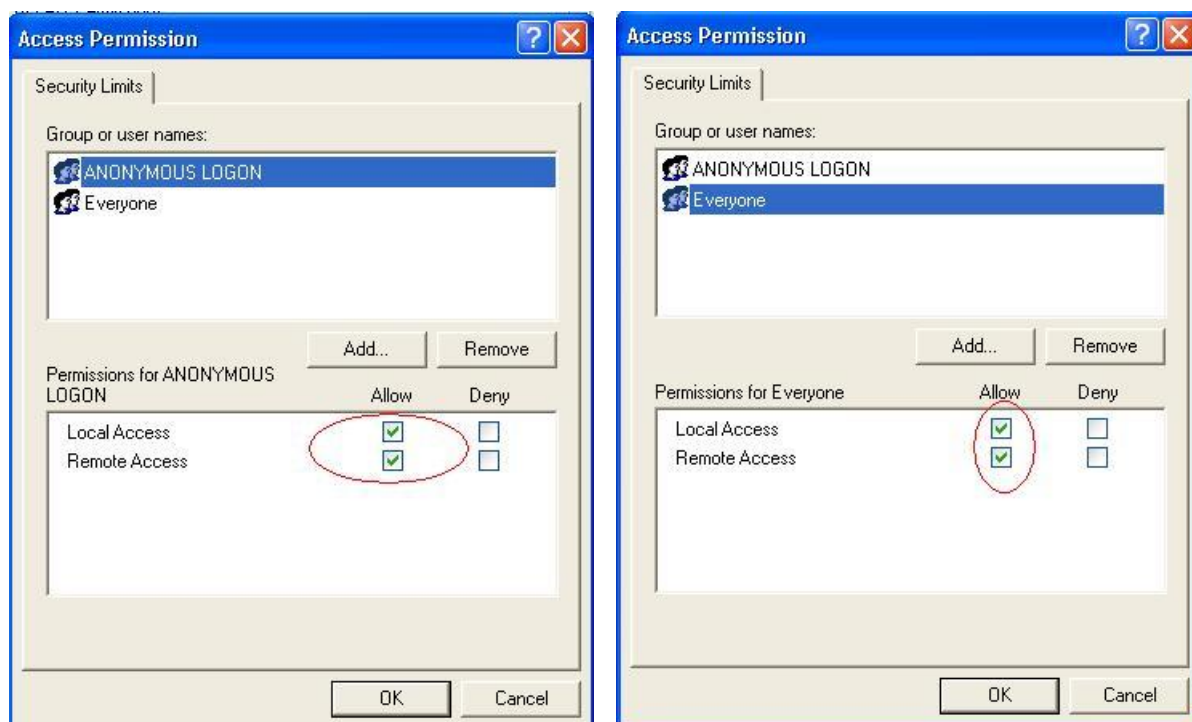 Access Permission
Security Limits
Group or user names:
ANONYMOUS LOGON
Everyone
Add... Remove
Permissions for ANONYMOUS
LOGON Allow Deny
Local Access
Remote Access
OK Cancel
Access Permission
Security Limits
Group or user names:
ANONYMOUS LOGON
Everyone
Add... Remove
Permissions for Everyone Allow Deny
Local Access
Remote Access
OK Cancel